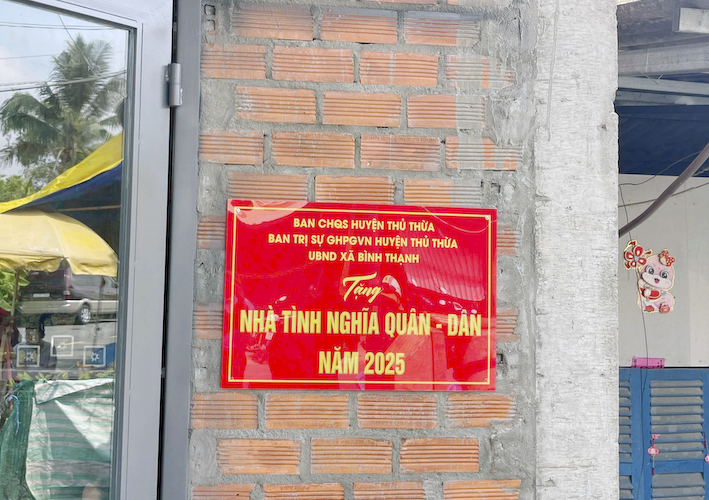 BAN CHQS HUYỆN THỦ THỪA
BAN TRỊ SỰ GHPGVN HUYỆN THỦ THỪA
UBND XÃ BÌNH THẠNH
Tặng
NHÀ TÌNH NGHĨA QUÂN - DÂN
NĂM 2025